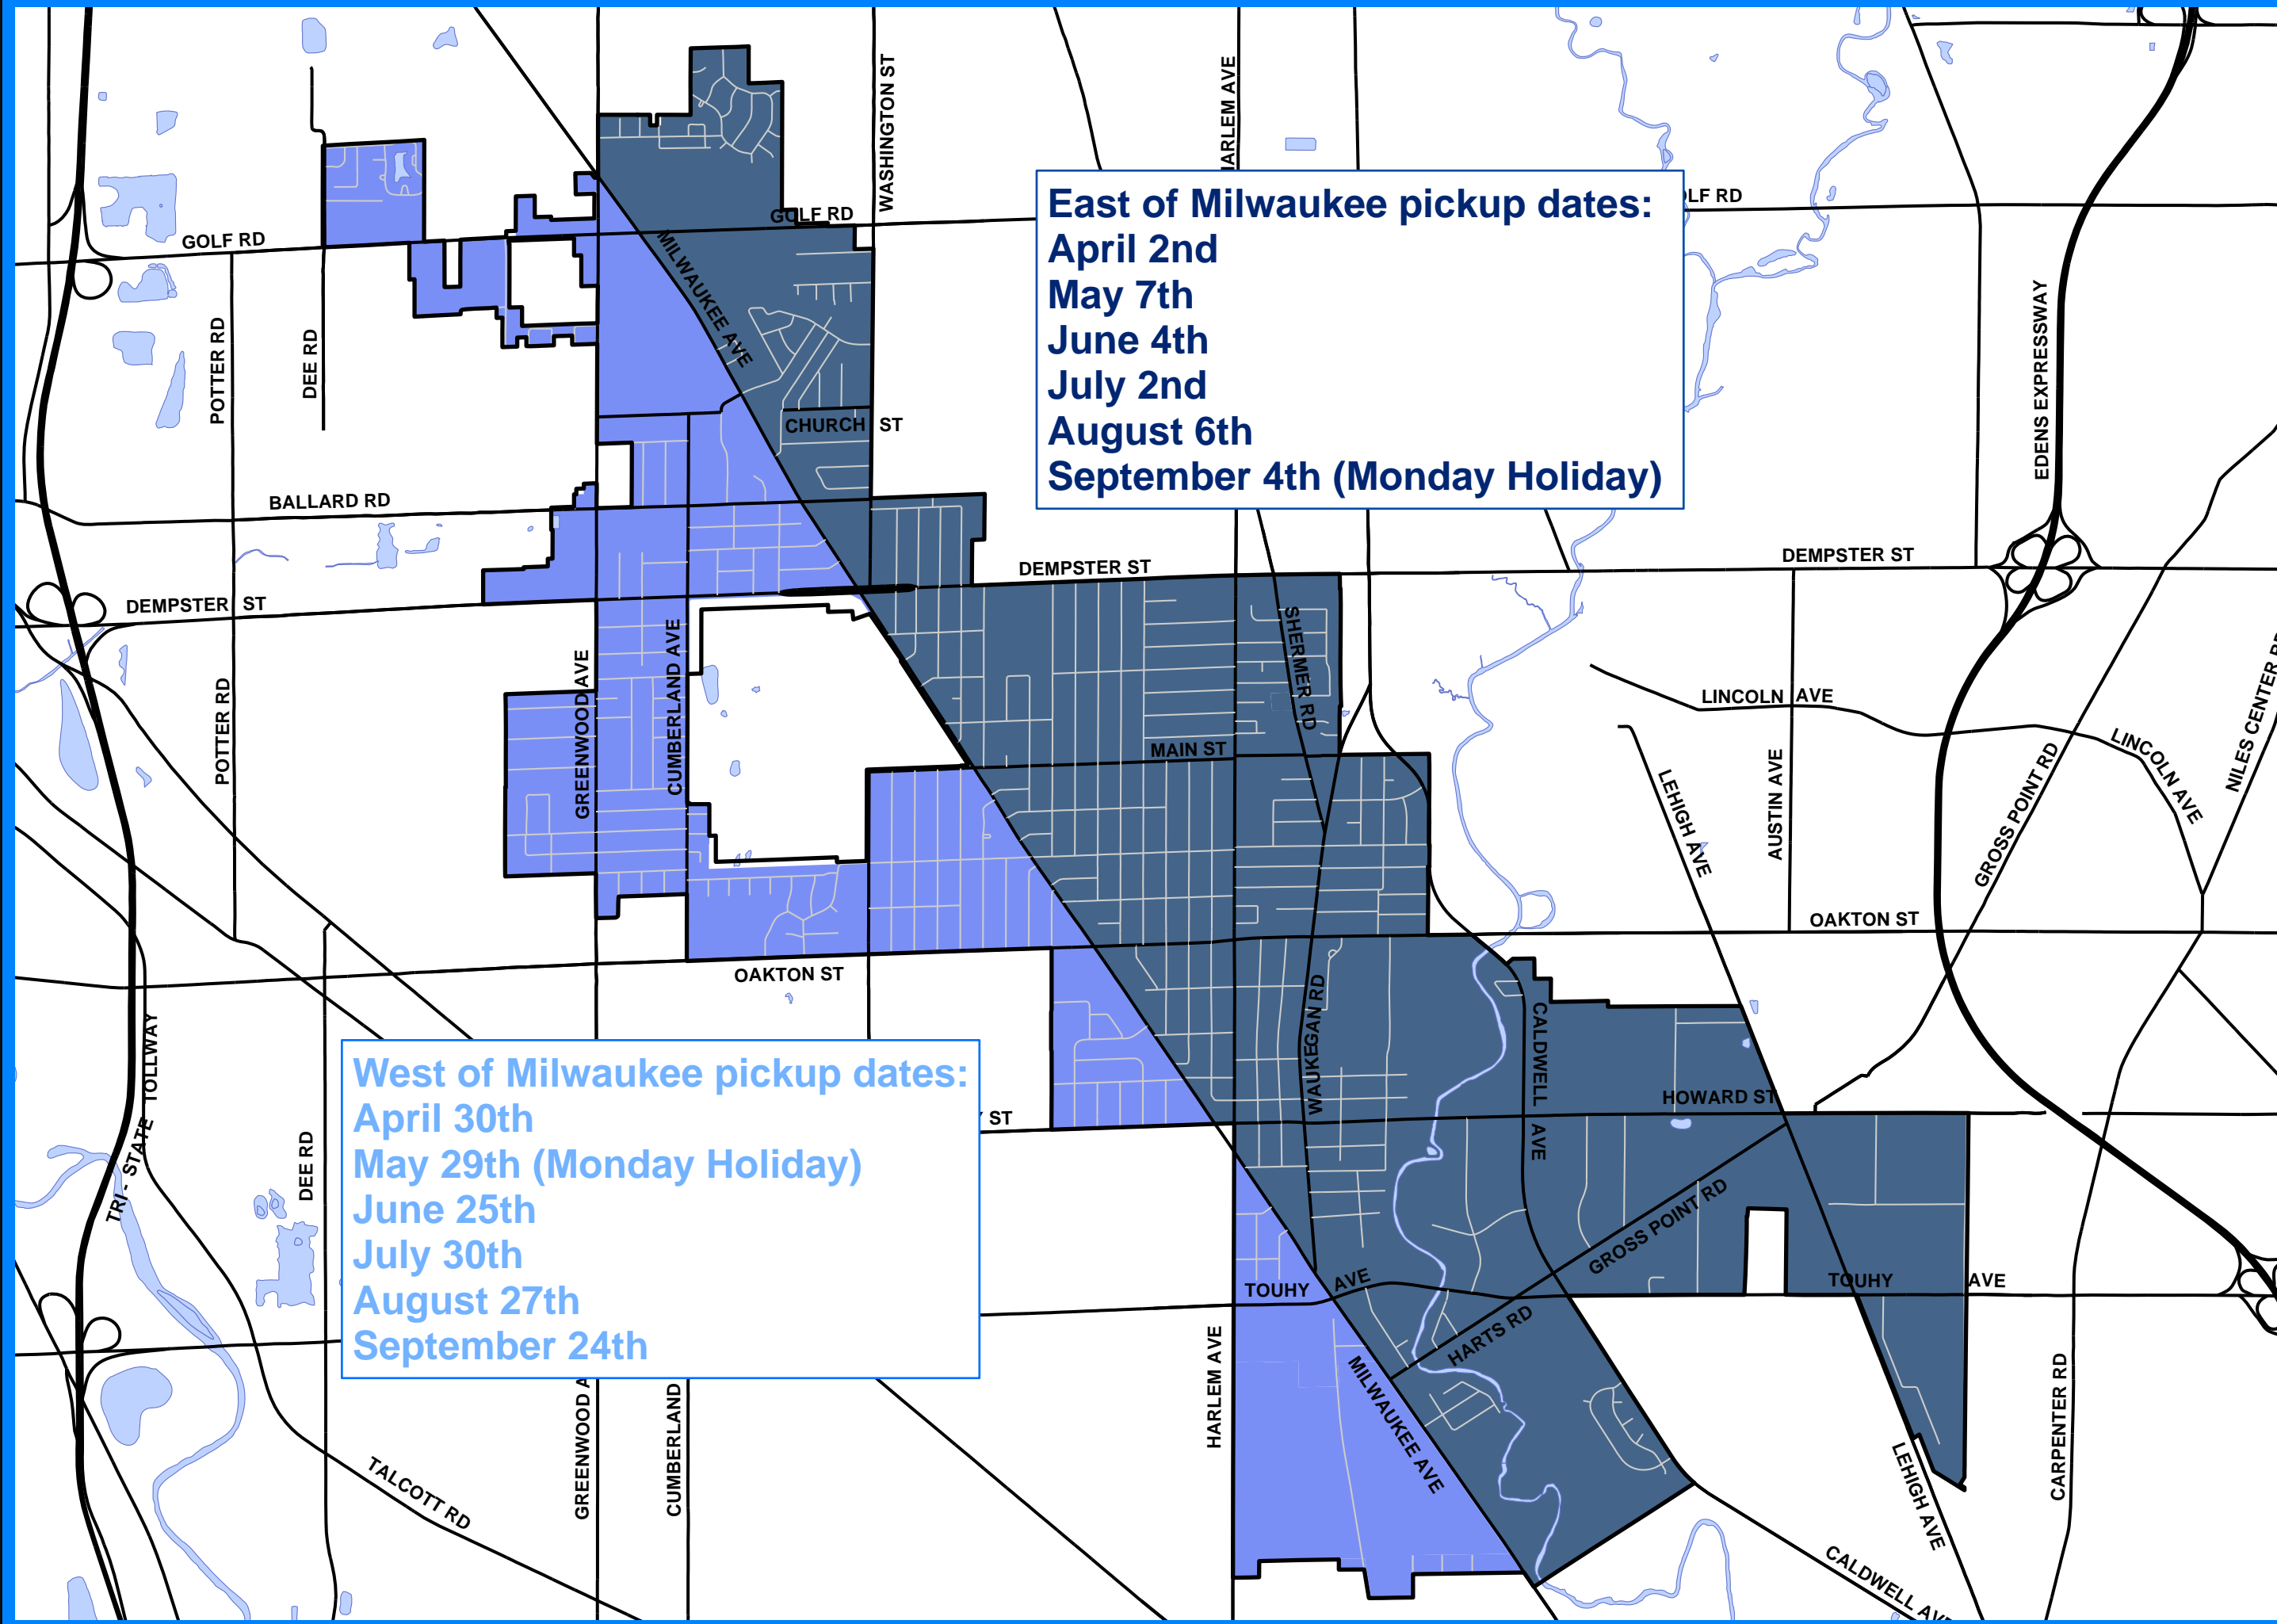 WASHINGTON ST
HARLEM AVE
East of Milwaukee pickup dates:
April 2nd
May 7th
June 4th
July 2nd
August 6th
September 4th (Monday Holiday)
GOLF RD
LF RD
GOLF RD
MILWAUKEE AVE
EDENS EXPRESSWAY
POTTER RD
DEE RD
CHURCH ST
BALLARD RD
DEMPSTER ST
DEMPSTER ST
DEMPSTER ST
SHERMER RD
GREENWOOD AVE
CUMBERLAND AVE
POTTER RD
LINCOLN AVE
NILES CENTER RD
MAIN ST
LINCOLN AVE
AUSTIN AVE
GROSS POINT RD
LEHIGH AVE
OAKTON ST
OAKTON ST
WAUKEGAN RD
CALDWELL AVE
TRI-STATE TOLLWAY
West of Milwaukee pickup dates:
April 30th
May 29th (Monday Holiday)
June 25th
July 30th
August 27th
September 24th
ST
HOWARD ST
DEE RD
GROSS POINT RD
TOUHY AVE
TOUHY AVE
HARTS RD
HARLEM AVE
MILWAUKEE AVE
GREENWOOD A
CUMBERLAND
CARPENTER RD
TALCOTT RD
LEHIGH AVE
CALDWELL AVE